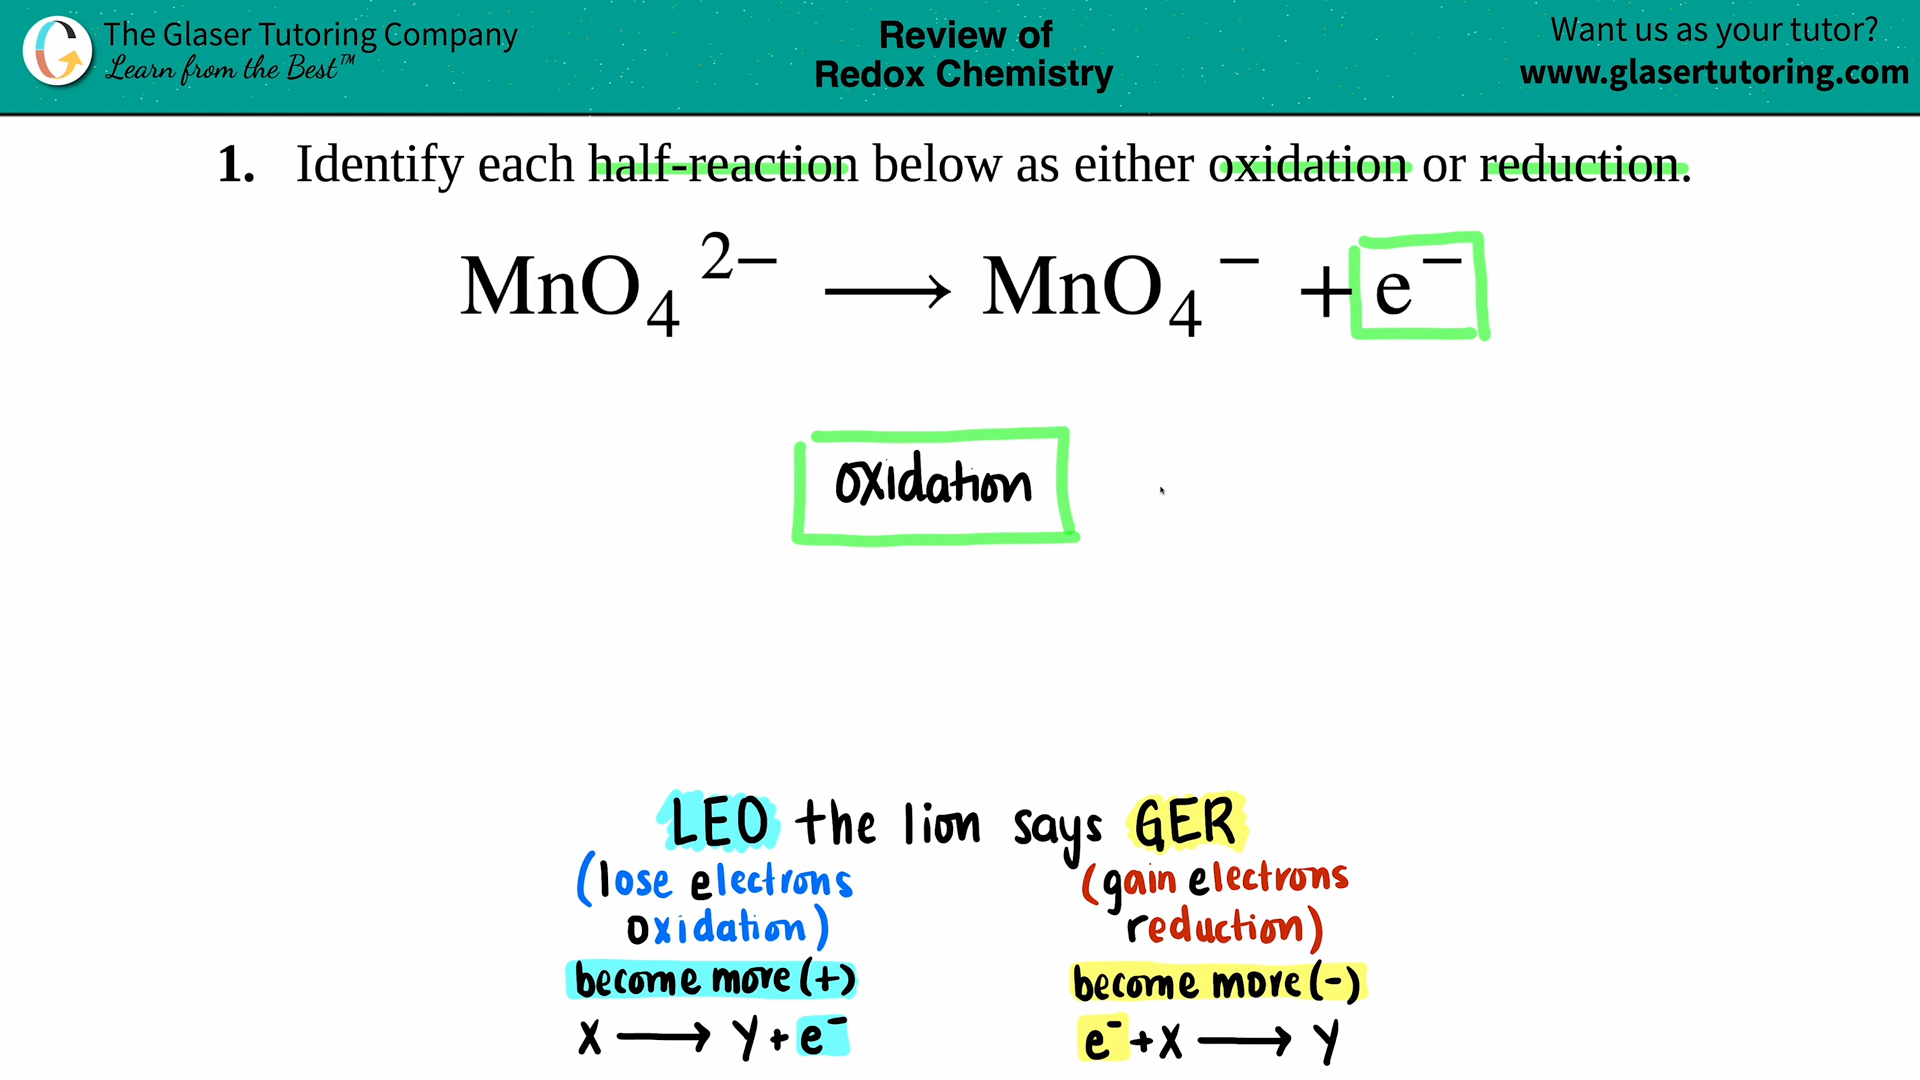 The Glaser Tutoring Company
Learn from the Best™
Review of
Redox Chemistry
Want us as your tutor?
www.glasertutoring.com
1. Identify each half-reaction below as either oxidation or reduction.
MnO₄²⁻ ⟶ MnO₄⁻ + e⁻
oxidation
LEO the lion says GER
(lose electrons
oxidation)
become more (+)
X ⟶ Y + e⁻
(gain electrons
reduction)
become more (-)
e⁻ + X ⟶ Y